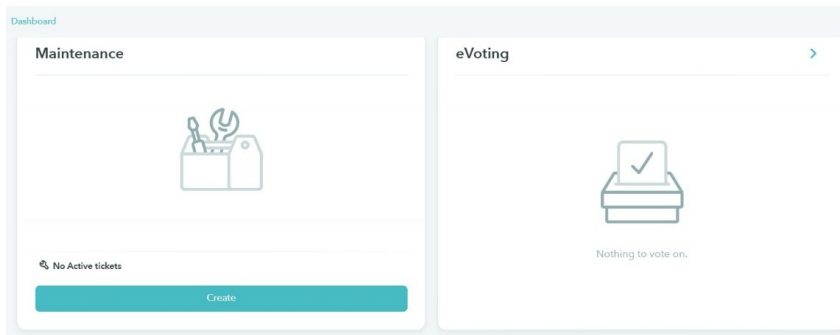 Dashboard
Maintenance
eVoting
Nothing to vote on.
No Active tickets
Create